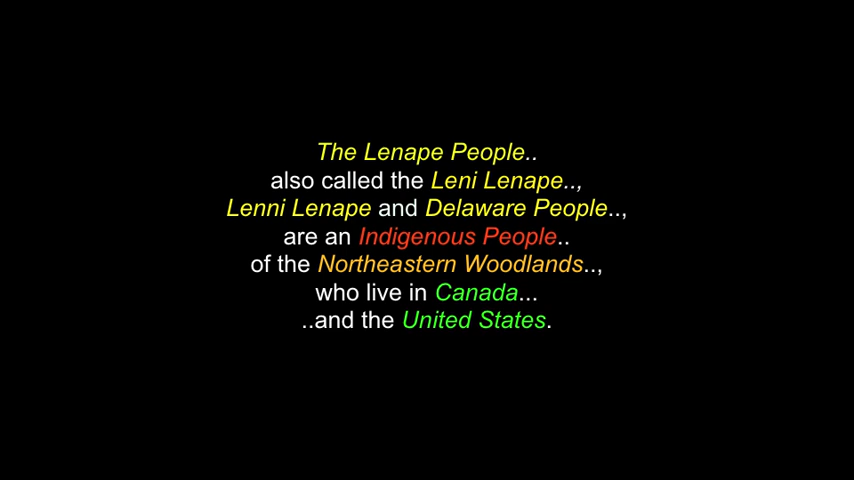 The Lenape People..
also called the Leni Lenape..,
Lenni Lenape and Delaware People..,
are an Indigenous People..
of the Northeastern Woodlands..,
who live in Canada...
..and the United States.